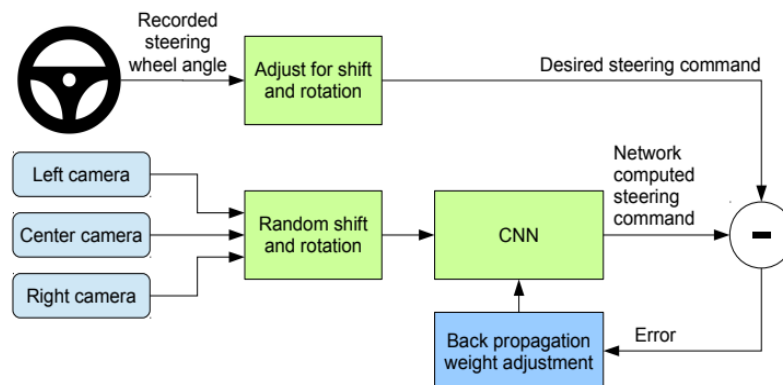 Recorded
steering
wheel angle
Adjust for shift
and rotation
Desired steering command
Left camera
Center camera
Right camera
Random shift
and rotation
CNN
Network
computed
steering
command
-
Back propagation
weight adjustment
Error